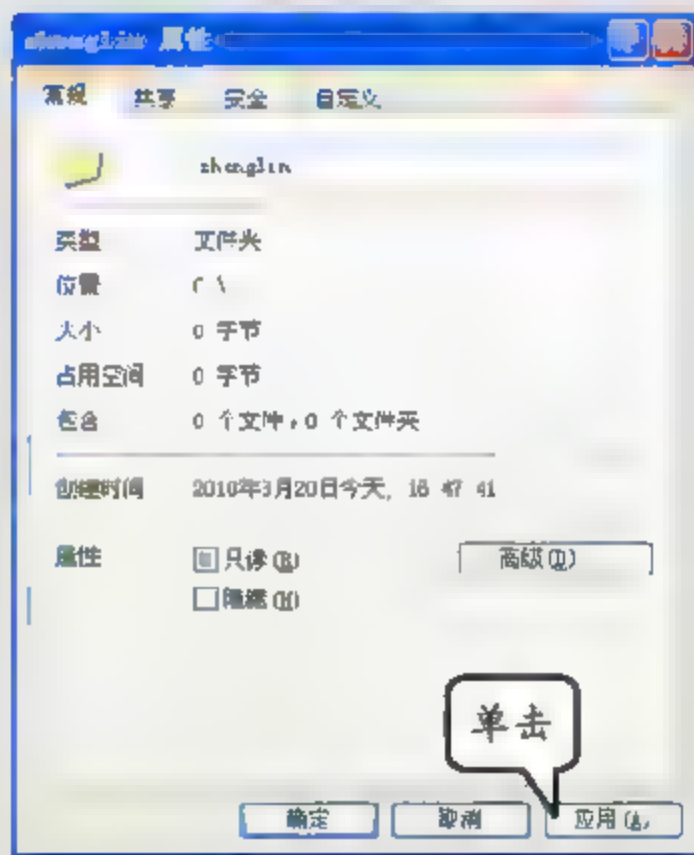 zhenglin 属性
常规 共享 安全 自定义
zhenglin
类型 文件夹
位置 C \
大小 0 字节
占用空间 0 字节
包含 0 个文件,0 个文件夹
创建时间 2010年3月20日今天, 16 47 41
属性 只读(R) 高级(D)
隐藏(H)
单击
确定 取消 应用(A)